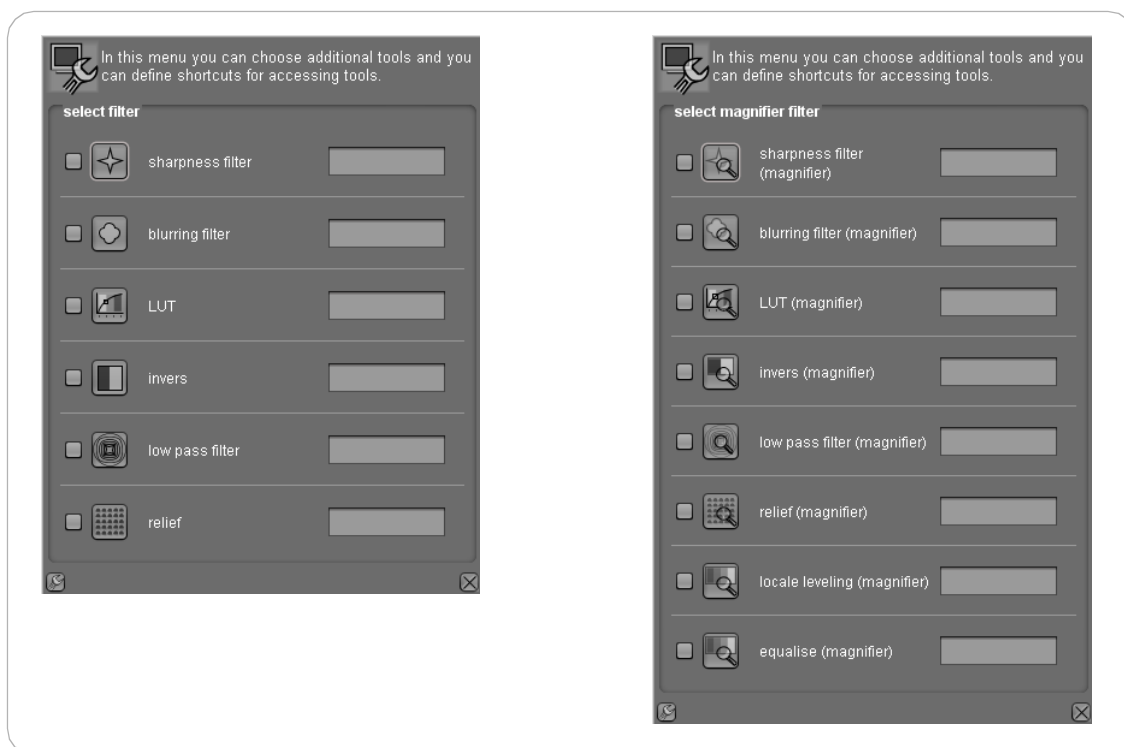 In this menu you can choose additional tools and you
can define shortcuts for accessing tools.
select filter
sharpness filter
blurring filter
LUT
invers
low pass filter
relief
In this menu you can choose additional tools and you
can define shortcuts for accessing tools.
select magnifier filter
sharpness filter
(magnifier)
blurring filter (magnifier)
LUT (magnifier)
invers (magnifier)
low pass filter (magnifier)
relief (magnifier)
locale leveling (magnifier)
equalise (magnifier)